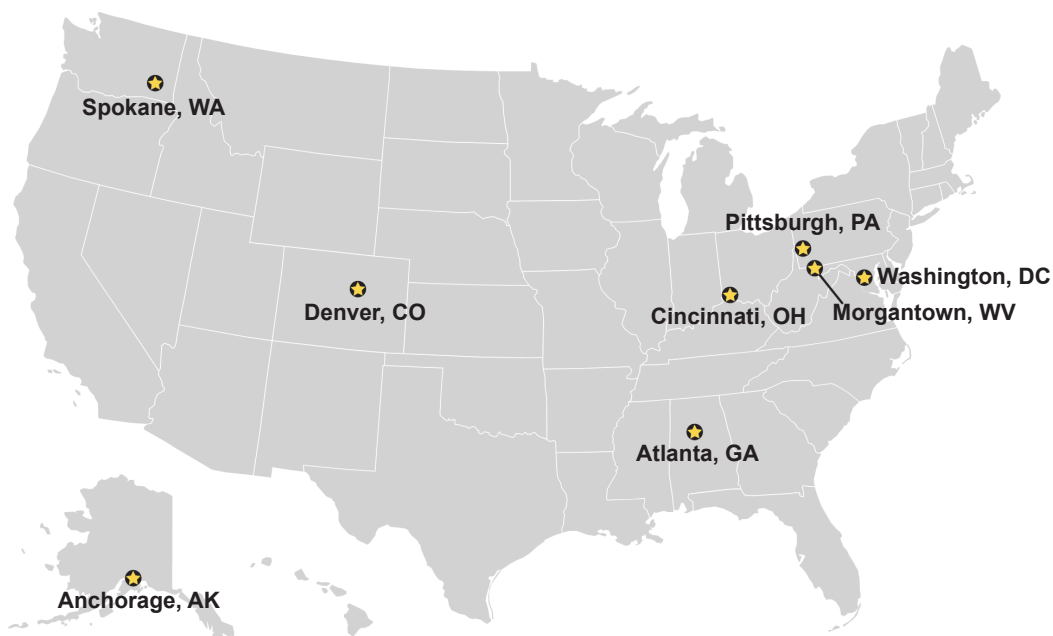 Spokane, WA
Pittsburgh, PA
Washington, DC
Denver, CO
Cincinnati, OH
Morgantown, WV
Atlanta, GA
Anchorage, AK